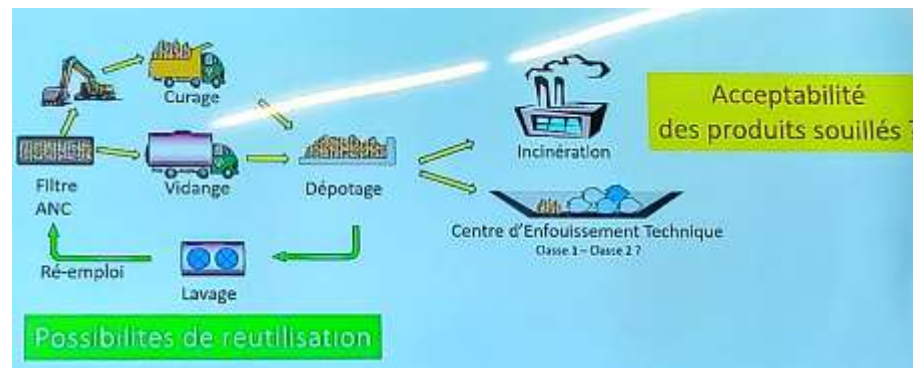 Curage
Acceptabilité
des produits souillés ?
Incinération
Filtre
ANC
Vidange
Dépotage
Centre d'Enfouissement Technique
Classe 1 – Classe 2 ?
Ré-emploi
Lavage
Possibilites de reutilisation